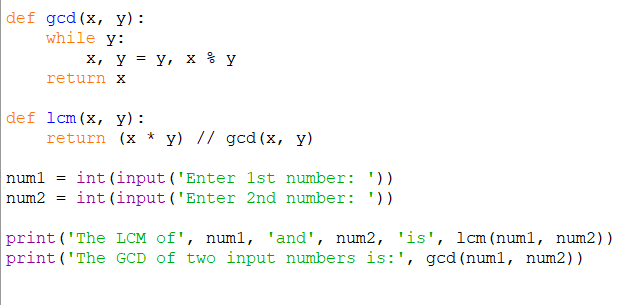 def gcd(x, y):
    while y:
        x, y = y, x % y
    return x

def lcm(x, y):
    return (x * y) // gcd(x, y)

num1 = int(input('Enter 1st number: '))
num2 = int(input('Enter 2nd number: '))

print('The LCM of', num1, 'and', num2, 'is', lcm(num1, num2))
print('The GCD of two input numbers is:', gcd(num1, num2))